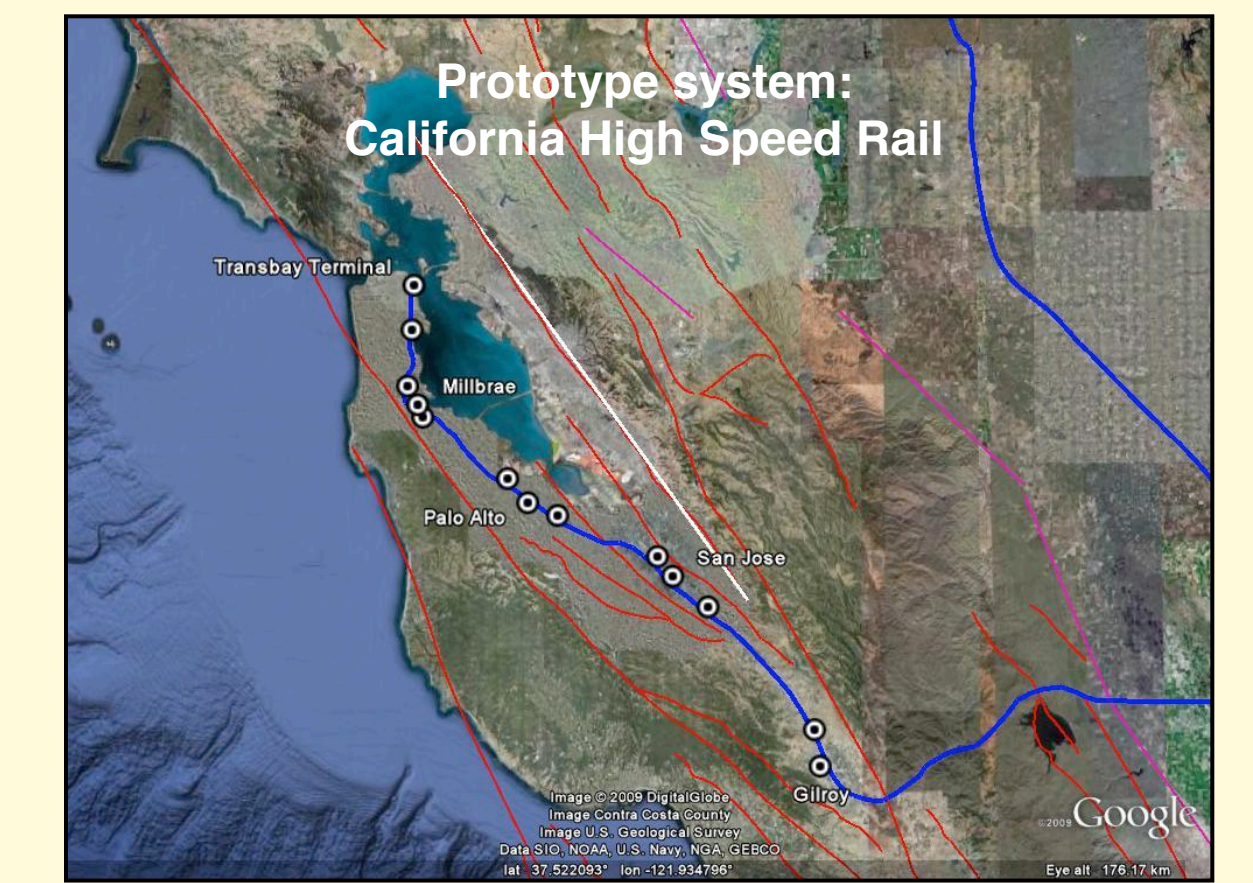 Prototype system:
California High Speed Rail
Transbay Terminal
Millbrae
Palo Alto
San Jose
Gilroy
Image © 2009 DigitalGlobe
Image Contra Costa County
Image U.S. Geological Survey
Data SIO, NOAA, U.S. Navy, NGA, GEBCO
©2009 Google
lat 37.522093° lon -121.934796°
Eye alt 176.17 km